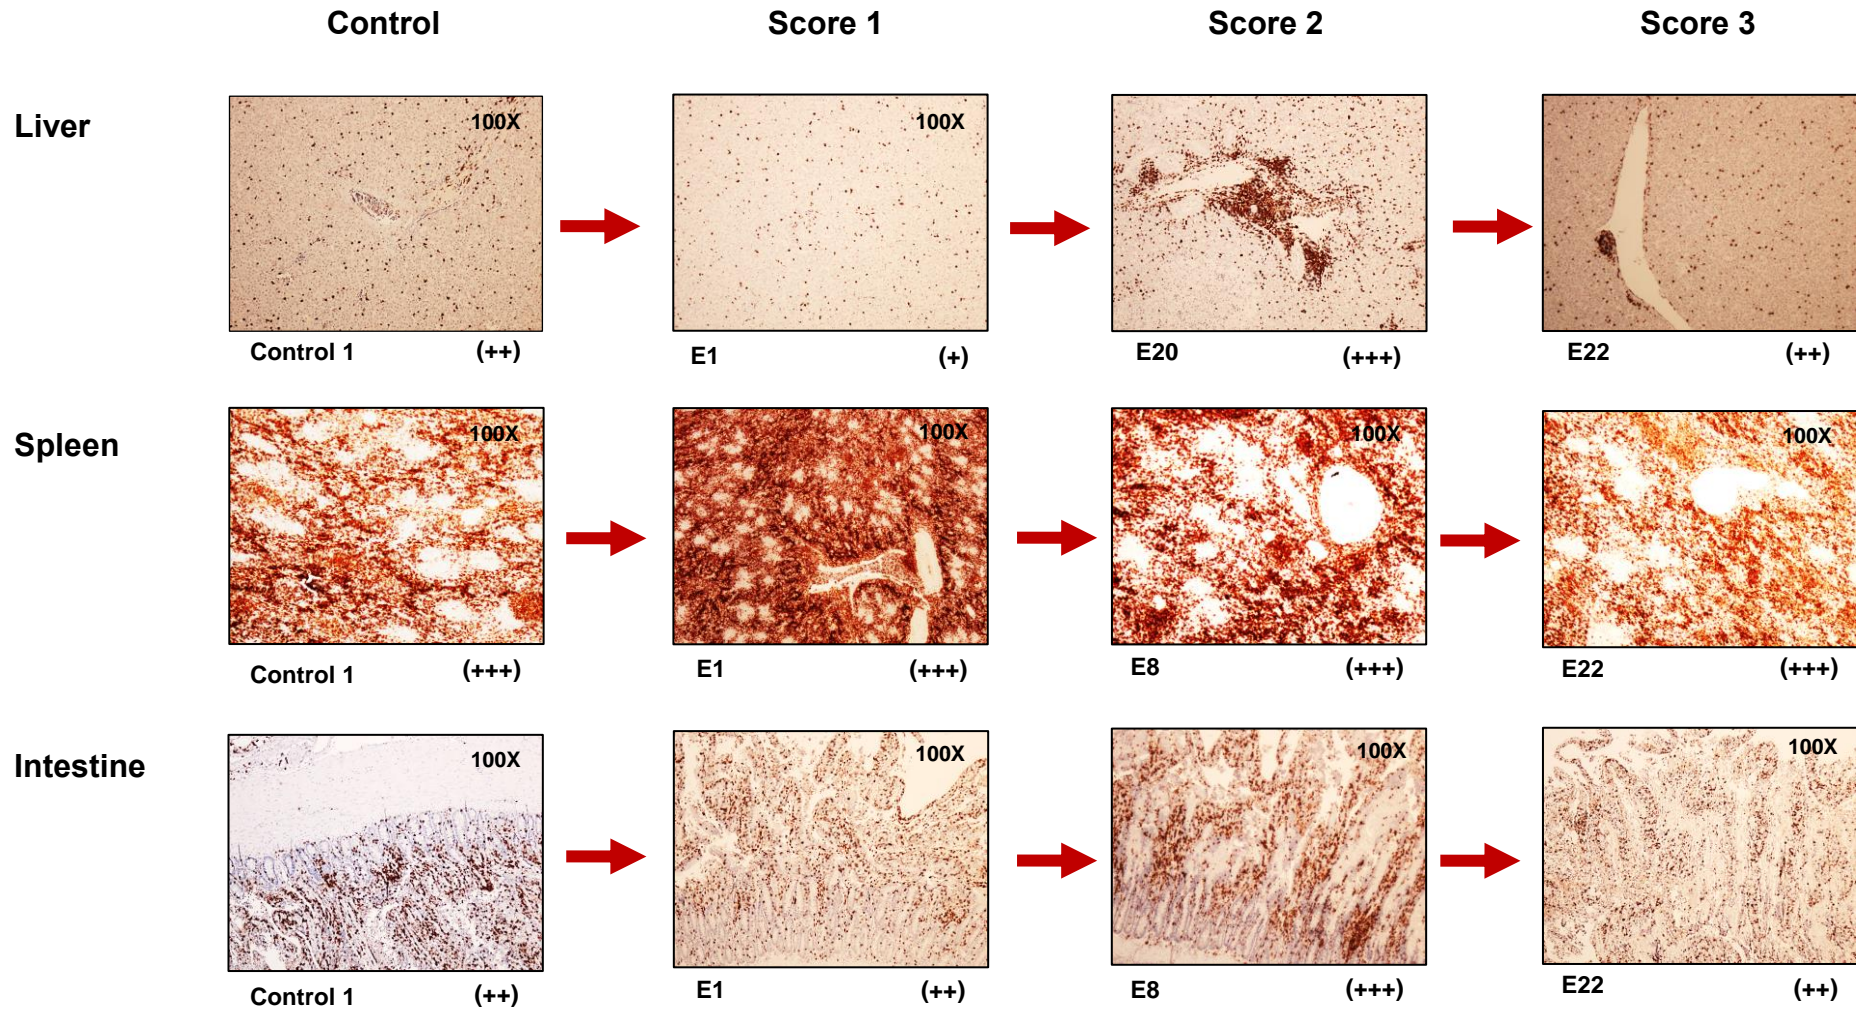 Control Score 1 Score 2 Score 3
Liver
100X 100X
Control 1 (++) E1 (+) E20 (+++) E22 (++)
Spleen
100X 100X 100X 100X
Control 1 (+++) E1 (+++) E8 (+++) E22 (+++)
Intestine
100X 100X 100X 100X
Control 1 (++) E1 (++) E8 (+++) E22 (++)